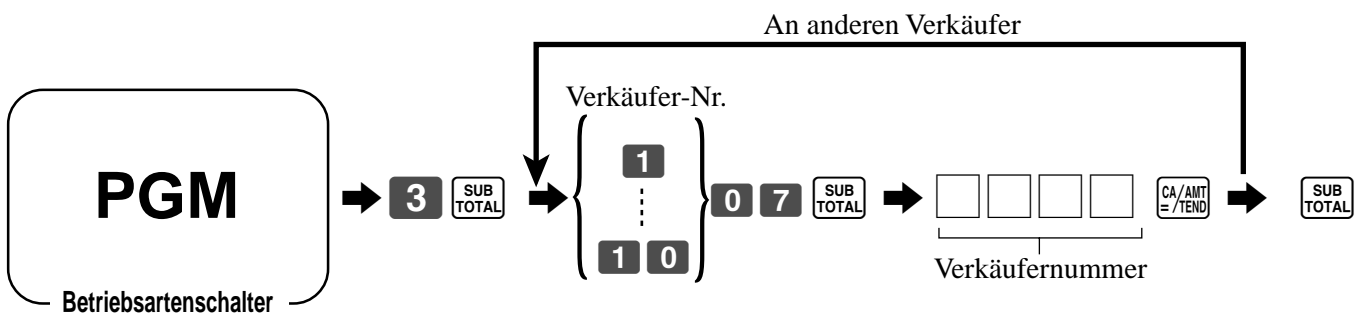 An anderen Verkäufer
Verkäufer-Nr.
PGM
3 SUB TOTAL
1
1 0
0 7 SUB TOTAL
CA/AMT = /TEND
SUB TOTAL
Verkäufernummer
Betriebsartenschalter